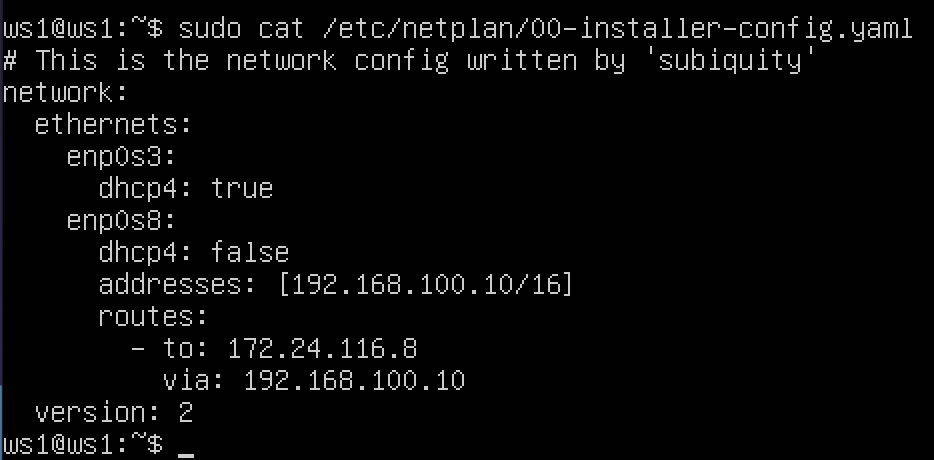 ws1@ws1:~$ sudo cat /etc/netplan/00-installer-config.yaml
# This is the network config written by 'subiquity'
network:
  ethernets:
    enp0s3:
      dhcp4: true
    enp0s8:
      dhcp4: false
      addresses: [192.168.100.10/16]
      routes:
        - to: 172.24.116.8
          via: 192.168.100.10
  version: 2
ws1@ws1:~$ _